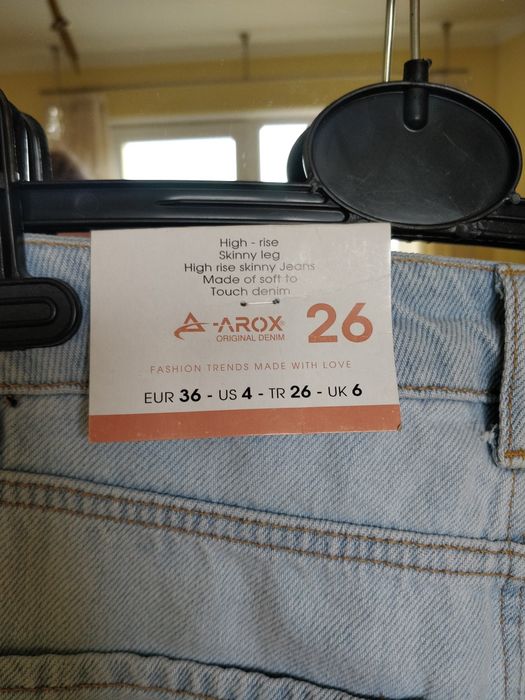 High - rise
Skinny leg
High rise skinny Jeans
Made of soft to
Touch denim
A-AROX®
ORIGINAL DENIM
26
FASHION TRENDS MADE WITH LOVE
EUR 36 - US 4 - TR 26 - UK 6